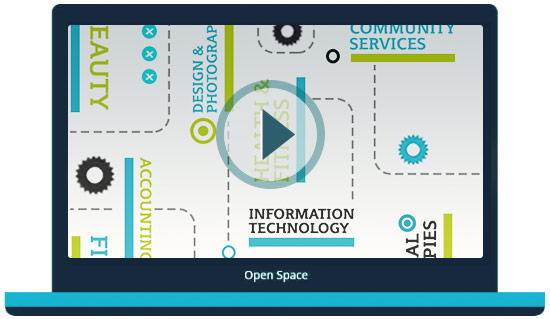 EAUTY
DESIGN &
PHOTOGRAP
COMMUNITY
SERVICES
HEALTH &
FITNESS
ACCOUNTING
INFORMATION
TECHNOLOGY
FI
AL
PIES
Open Space